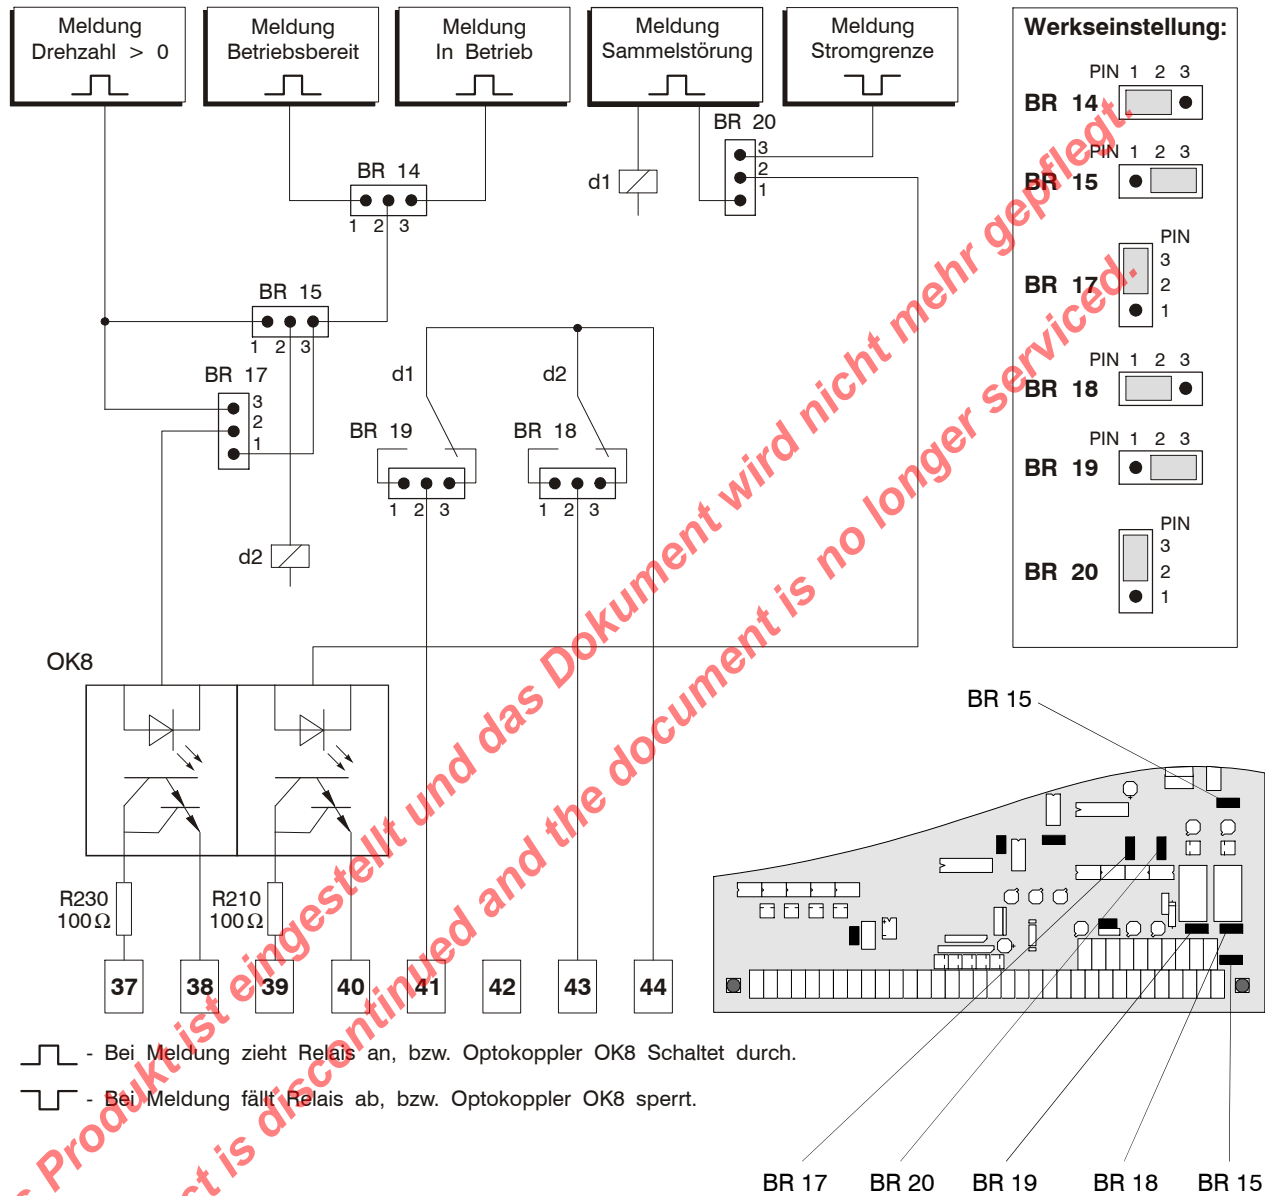 Meldung
Drehzahl > 0
Meldung
Betriebsbereit
Meldung
In Betrieb
Meldung
Sammelstörung
Meldung
Stromgrenze
BR 20
3
2
1
d1
BR 14
1 2 3
BR 15
1 2 3
BR 17
3
2
1
d1
d2
BR 19
BR 18
1 2 3
1 2 3
d2
OK8
R230
100Ω
R210
100Ω
37 38 39 40 41 42 43 44
- Bei Meldung zieht Relais an, bzw. Optokoppler OK8 Schaltet durch.
- Bei Meldung fällt Relais ab, bzw. Optokoppler OK8 sperrt.
Werkseinstellung:
PIN 1 2 3
BR 14
PIN 1 2 3
BR 15
PIN
3
BR 17
2
1
PIN 1 2 3
BR 18
PIN 1 2 3
BR 19
PIN
3
BR 20
2
1
BR 15
BR 17 BR 20 BR 19 BR 18 BR 15
s Produkt ist eingestellt und das Dokument wird nicht mehr gepflegt.
ct is discontinued and the document is no longer serviced.